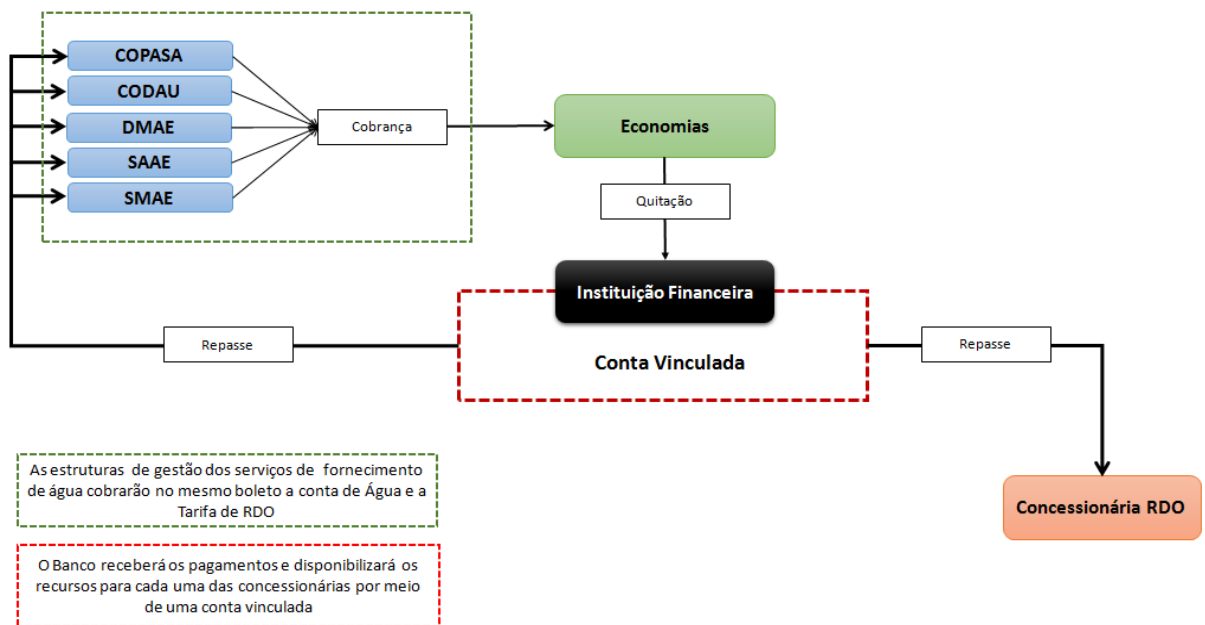 COPASA
CODAU
DMAE
SAAE
SMAE
Cobrança
Economias
Quitação
Instituição Financeira
Conta Vinculada
Repasse
Repasse
Concessionária RDO
As estruturas de gestão dos serviços de fornecimento
de água cobrarão no mesmo boleto a conta de Água e a
Tarifa de RDO
O Banco receberá os pagamentos e disponibilizará os
recursos para cada uma das concessionárias por meio
de uma conta vinculada